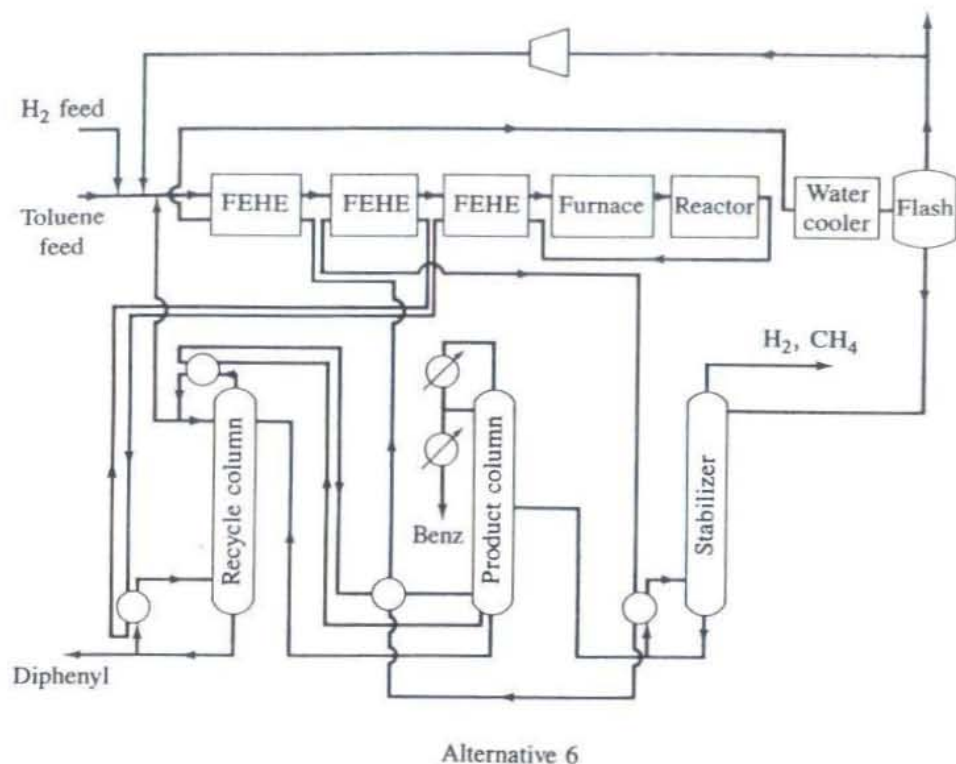 H₂ feed
Toluene
feed
FEHE
FEHE
FEHE
Furnace
Reactor
Water
cooler
Flash
H₂, CH₄
Recycle column
Benz
Product column
Stabilizer
Diphenyl
Alternative 6